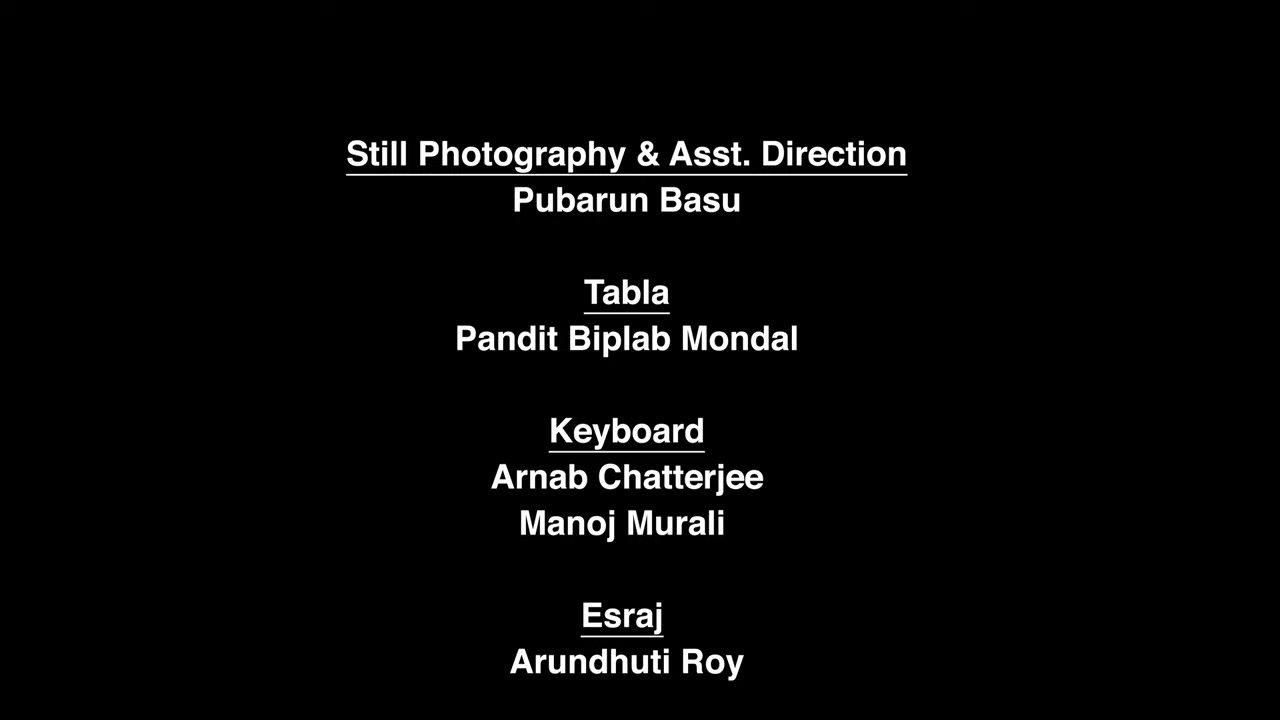 Still Photography & Asst. Direction
Pubarun Basu
Tabla
Pandit Biplab Mondal
Keyboard
Arnab Chatterjee
Manoj Murali
Esraj
Arundhuti Roy